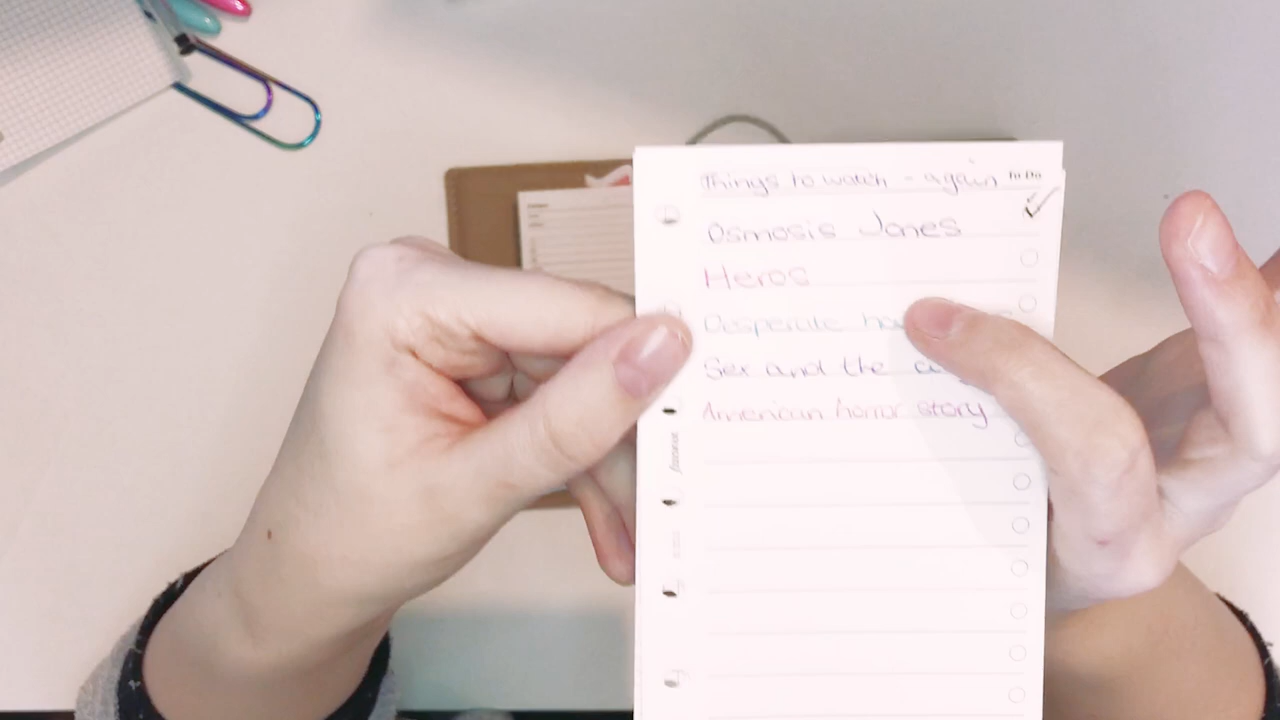 Things to watch - again
To Do
Osmosis Jones
Heros
Desperate
Sex and the
American horror story